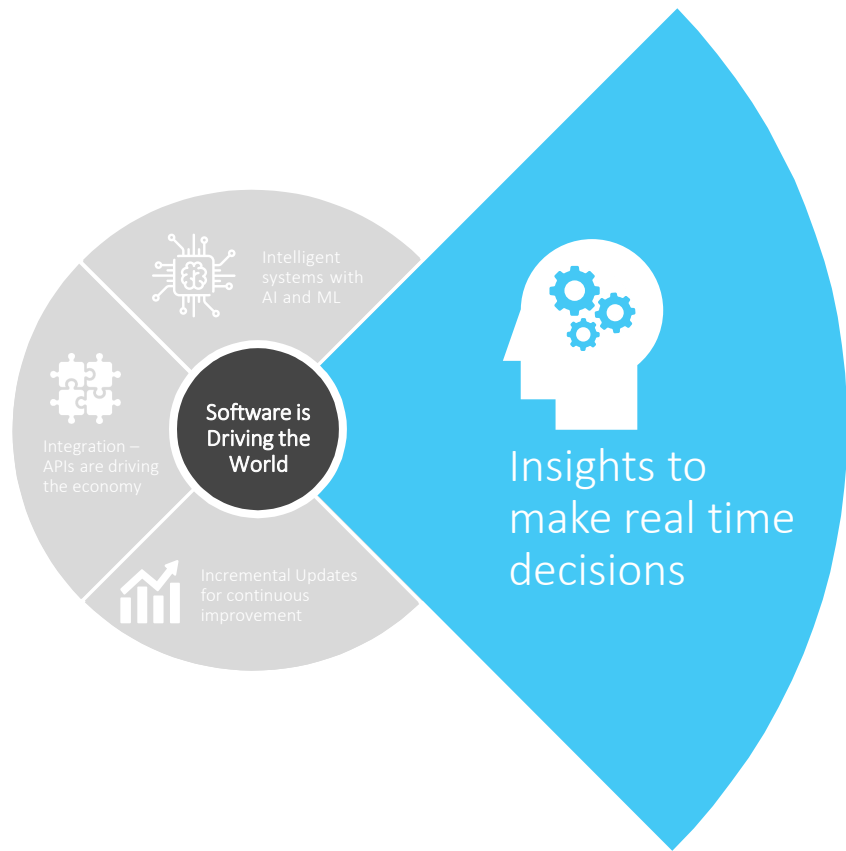 Intelligent
systems with
AI and ML
Integration –
APIs are driving
the economy
Software is
Driving the
World
Insights to
make real time
decisions
Incremental Updates
for continuous
improvement